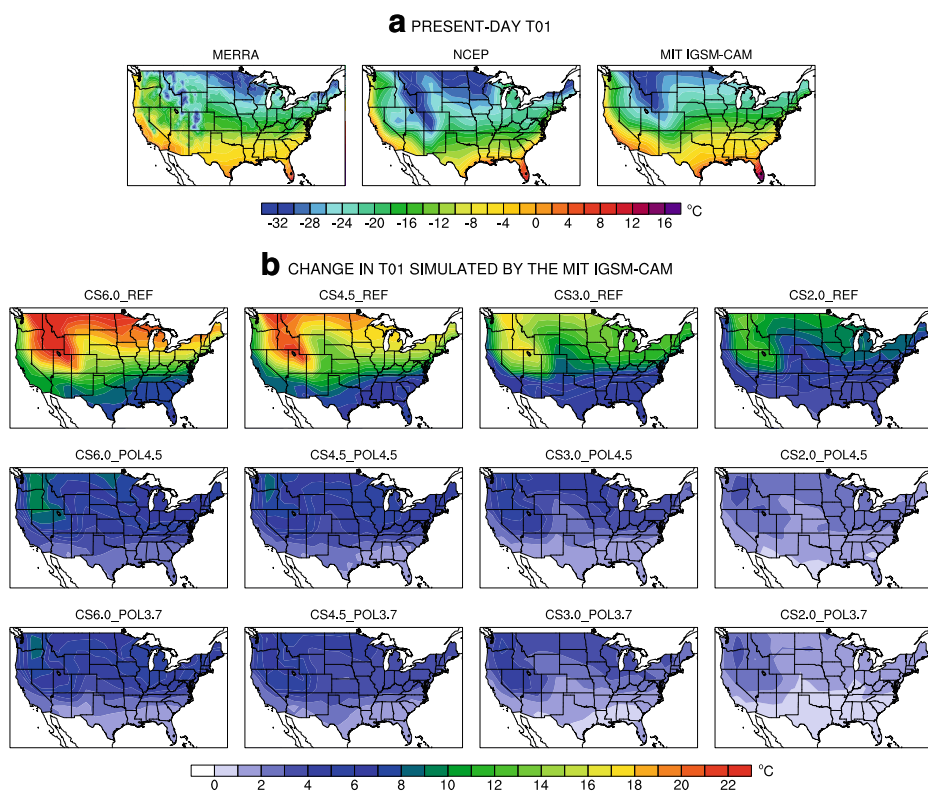 a PRESENT-DAY T01
MERRA NCEP MIT IGSM-CAM
-32 -28 -24 -20 -16 -12 -8 -4 0 4 8 12 16 °C
b CHANGE IN T01 SIMULATED BY THE MIT IGSM-CAM
CS6.0_REF CS4.5_REF CS3.0_REF CS2.0_REF
CS6.0_POL4.5 CS4.5_POL4.5 CS3.0_POL4.5 CS2.0_POL4.5
CS6.0_POL3.7 CS4.5_POL3.7 CS3.0_POL3.7 CS2.0_POL3.7
0 2 4 6 8 10 12 14 16 18 20 22 °C